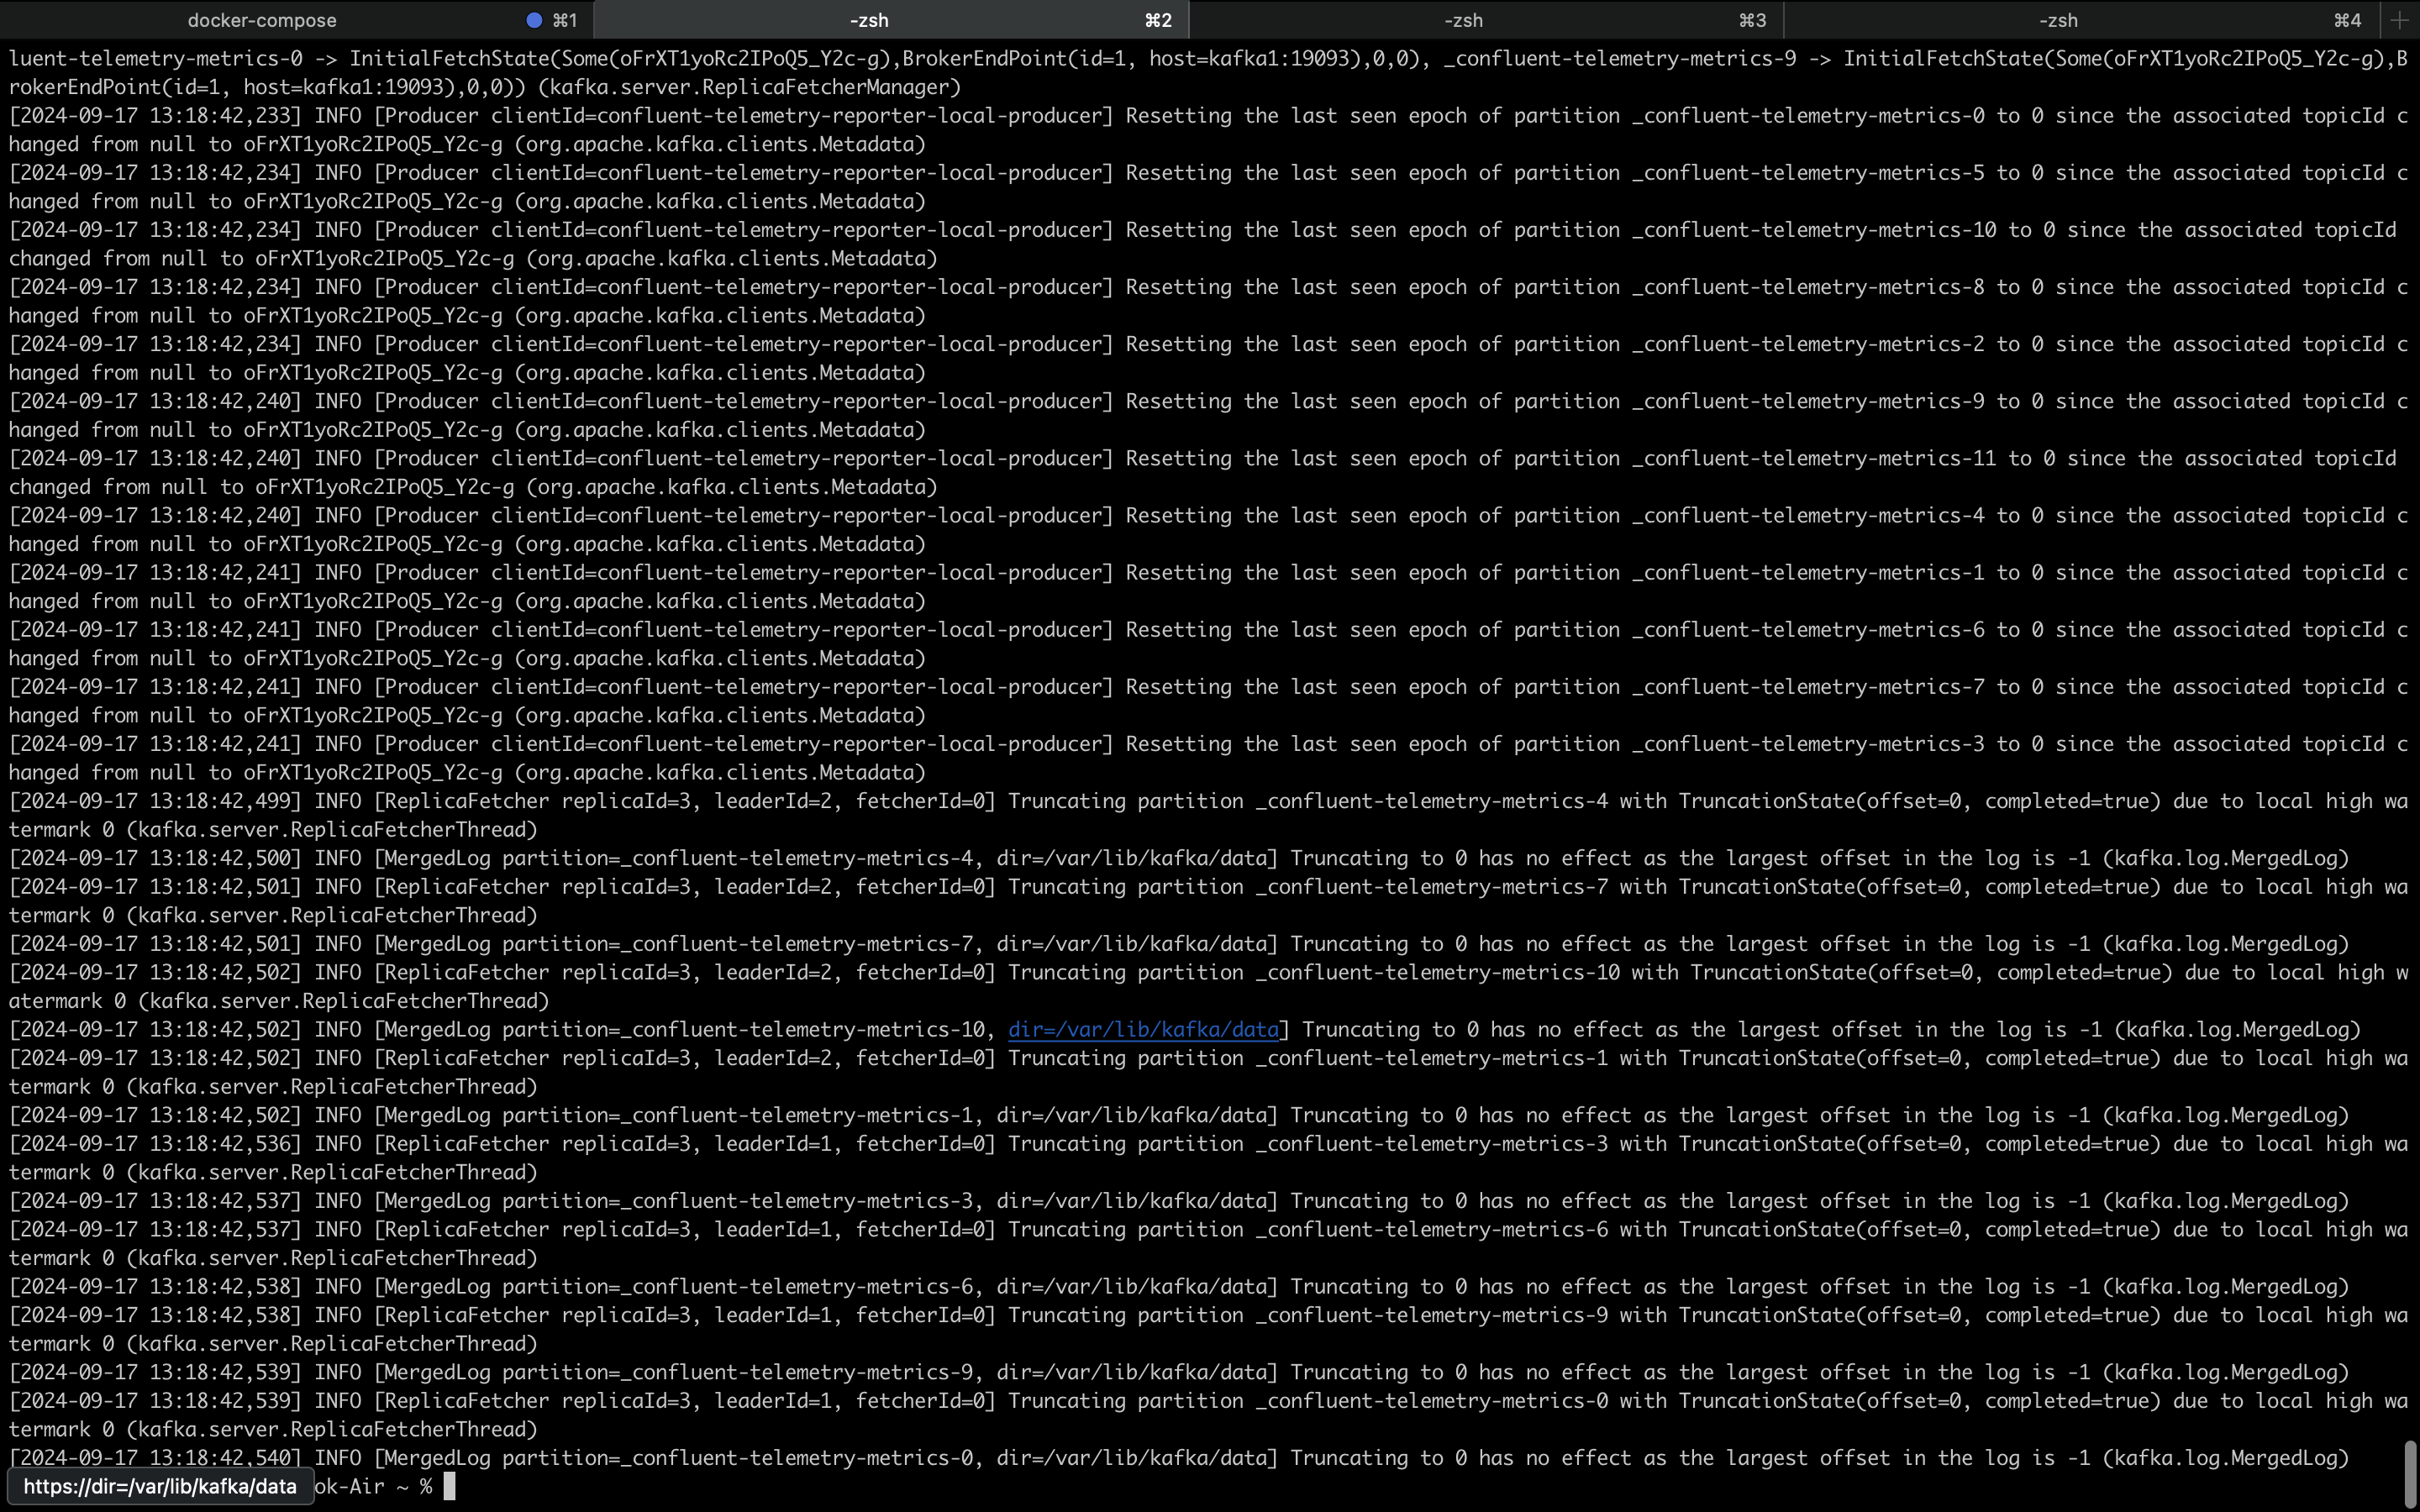 docker-compose ⌘1 -zsh ⌘2 -zsh ⌘3 -zsh ⌘4 +
luent-telemetry-metrics-0 -> InitialFetchState(Some(oFrXT1yoRc2IPoQ5_Y2c-g),BrokerEndPoint(id=1, host=kafka1:19093),0,0), _confluent-telemetry-metrics-9 -> InitialFetchState(Some(oFrXT1yoRc2IPoQ5_Y2c-g),B
rokerEndPoint(id=1, host=kafka1:19093),0,0)) (kafka.server.ReplicaFetcherManager)
[2024-09-17 13:18:42,233] INFO [Producer clientId=confluent-telemetry-reporter-local-producer] Resetting the last seen epoch of partition _confluent-telemetry-metrics-0 to 0 since the associated topicId c
hanged from null to oFrXT1yoRc2IPoQ5_Y2c-g (org.apache.kafka.clients.Metadata)
[2024-09-17 13:18:42,234] INFO [Producer clientId=confluent-telemetry-reporter-local-producer] Resetting the last seen epoch of partition _confluent-telemetry-metrics-5 to 0 since the associated topicId c
hanged from null to oFrXT1yoRc2IPoQ5_Y2c-g (org.apache.kafka.clients.Metadata)
[2024-09-17 13:18:42,234] INFO [Producer clientId=confluent-telemetry-reporter-local-producer] Resetting the last seen epoch of partition _confluent-telemetry-metrics-10 to 0 since the associated topicId
changed from null to oFrXT1yoRc2IPoQ5_Y2c-g (org.apache.kafka.clients.Metadata)
[2024-09-17 13:18:42,234] INFO [Producer clientId=confluent-telemetry-reporter-local-producer] Resetting the last seen epoch of partition _confluent-telemetry-metrics-8 to 0 since the associated topicId c
hanged from null to oFrXT1yoRc2IPoQ5_Y2c-g (org.apache.kafka.clients.Metadata)
[2024-09-17 13:18:42,234] INFO [Producer clientId=confluent-telemetry-reporter-local-producer] Resetting the last seen epoch of partition _confluent-telemetry-metrics-2 to 0 since the associated topicId c
hanged from null to oFrXT1yoRc2IPoQ5_Y2c-g (org.apache.kafka.clients.Metadata)
[2024-09-17 13:18:42,240] INFO [Producer clientId=confluent-telemetry-reporter-local-producer] Resetting the last seen epoch of partition _confluent-telemetry-metrics-9 to 0 since the associated topicId c
hanged from null to oFrXT1yoRc2IPoQ5_Y2c-g (org.apache.kafka.clients.Metadata)
[2024-09-17 13:18:42,240] INFO [Producer clientId=confluent-telemetry-reporter-local-producer] Resetting the last seen epoch of partition _confluent-telemetry-metrics-11 to 0 since the associated topicId
changed from null to oFrXT1yoRc2IPoQ5_Y2c-g (org.apache.kafka.clients.Metadata)
[2024-09-17 13:18:42,240] INFO [Producer clientId=confluent-telemetry-reporter-local-producer] Resetting the last seen epoch of partition _confluent-telemetry-metrics-4 to 0 since the associated topicId c
hanged from null to oFrXT1yoRc2IPoQ5_Y2c-g (org.apache.kafka.clients.Metadata)
[2024-09-17 13:18:42,241] INFO [Producer clientId=confluent-telemetry-reporter-local-producer] Resetting the last seen epoch of partition _confluent-telemetry-metrics-1 to 0 since the associated topicId c
hanged from null to oFrXT1yoRc2IPoQ5_Y2c-g (org.apache.kafka.clients.Metadata)
[2024-09-17 13:18:42,241] INFO [Producer clientId=confluent-telemetry-reporter-local-producer] Resetting the last seen epoch of partition _confluent-telemetry-metrics-6 to 0 since the associated topicId c
hanged from null to oFrXT1yoRc2IPoQ5_Y2c-g (org.apache.kafka.clients.Metadata)
[2024-09-17 13:18:42,241] INFO [Producer clientId=confluent-telemetry-reporter-local-producer] Resetting the last seen epoch of partition _confluent-telemetry-metrics-7 to 0 since the associated topicId c
hanged from null to oFrXT1yoRc2IPoQ5_Y2c-g (org.apache.kafka.clients.Metadata)
[2024-09-17 13:18:42,241] INFO [Producer clientId=confluent-telemetry-reporter-local-producer] Resetting the last seen epoch of partition _confluent-telemetry-metrics-3 to 0 since the associated topicId c
hanged from null to oFrXT1yoRc2IPoQ5_Y2c-g (org.apache.kafka.clients.Metadata)
[2024-09-17 13:18:42,499] INFO [ReplicaFetcher replicaId=3, leaderId=2, fetcherId=0] Truncating partition _confluent-telemetry-metrics-4 with TruncationState(offset=0, completed=true) due to local high wa
termark 0 (kafka.server.ReplicaFetcherThread)
[2024-09-17 13:18:42,500] INFO [MergedLog partition=_confluent-telemetry-metrics-4, dir=/var/lib/kafka/data] Truncating to 0 has no effect as the largest offset in the log is -1 (kafka.log.MergedLog)
[2024-09-17 13:18:42,501] INFO [ReplicaFetcher replicaId=3, leaderId=2, fetcherId=0] Truncating partition _confluent-telemetry-metrics-7 with TruncationState(offset=0, completed=true) due to local high wa
termark 0 (kafka.server.ReplicaFetcherThread)
[2024-09-17 13:18:42,501] INFO [MergedLog partition=_confluent-telemetry-metrics-7, dir=/var/lib/kafka/data] Truncating to 0 has no effect as the largest offset in the log is -1 (kafka.log.MergedLog)
[2024-09-17 13:18:42,502] INFO [ReplicaFetcher replicaId=3, leaderId=2, fetcherId=0] Truncating partition _confluent-telemetry-metrics-10 with TruncationState(offset=0, completed=true) due to local high w
atermark 0 (kafka.server.ReplicaFetcherThread)
[2024-09-17 13:18:42,502] INFO [MergedLog partition=_confluent-telemetry-metrics-10, dir=/var/lib/kafka/data] Truncating to 0 has no effect as the largest offset in the log is -1 (kafka.log.MergedLog)
[2024-09-17 13:18:42,502] INFO [ReplicaFetcher replicaId=3, leaderId=2, fetcherId=0] Truncating partition _confluent-telemetry-metrics-1 with TruncationState(offset=0, completed=true) due to local high wa
termark 0 (kafka.server.ReplicaFetcherThread)
[2024-09-17 13:18:42,502] INFO [MergedLog partition=_confluent-telemetry-metrics-1, dir=/var/lib/kafka/data] Truncating to 0 has no effect as the largest offset in the log is -1 (kafka.log.MergedLog)
[2024-09-17 13:18:42,536] INFO [ReplicaFetcher replicaId=3, leaderId=1, fetcherId=0] Truncating partition _confluent-telemetry-metrics-3 with TruncationState(offset=0, completed=true) due to local high wa
termark 0 (kafka.server.ReplicaFetcherThread)
[2024-09-17 13:18:42,537] INFO [MergedLog partition=_confluent-telemetry-metrics-3, dir=/var/lib/kafka/data] Truncating to 0 has no effect as the largest offset in the log is -1 (kafka.log.MergedLog)
[2024-09-17 13:18:42,537] INFO [ReplicaFetcher replicaId=3, leaderId=1, fetcherId=0] Truncating partition _confluent-telemetry-metrics-6 with TruncationState(offset=0, completed=true) due to local high wa
termark 0 (kafka.server.ReplicaFetcherThread)
[2024-09-17 13:18:42,538] INFO [MergedLog partition=_confluent-telemetry-metrics-6, dir=/var/lib/kafka/data] Truncating to 0 has no effect as the largest offset in the log is -1 (kafka.log.MergedLog)
[2024-09-17 13:18:42,538] INFO [ReplicaFetcher replicaId=3, leaderId=1, fetcherId=0] Truncating partition _confluent-telemetry-metrics-9 with TruncationState(offset=0, completed=true) due to local high wa
termark 0 (kafka.server.ReplicaFetcherThread)
[2024-09-17 13:18:42,539] INFO [MergedLog partition=_confluent-telemetry-metrics-9, dir=/var/lib/kafka/data] Truncating to 0 has no effect as the largest offset in the log is -1 (kafka.log.MergedLog)
[2024-09-17 13:18:42,539] INFO [ReplicaFetcher replicaId=3, leaderId=1, fetcherId=0] Truncating partition _confluent-telemetry-metrics-0 with TruncationState(offset=0, completed=true) due to local high wa
termark 0 (kafka.server.ReplicaFetcherThread)
[2024-09-17 13:18:42,540] INFO [MergedLog partition=_confluent-telemetry-metrics-0, dir=/var/lib/kafka/data] Truncating to 0 has no effect as the largest offset in the log is -1 (kafka.log.MergedLog)
https://dir=/var/lib/kafka/data ok-Air ~ %